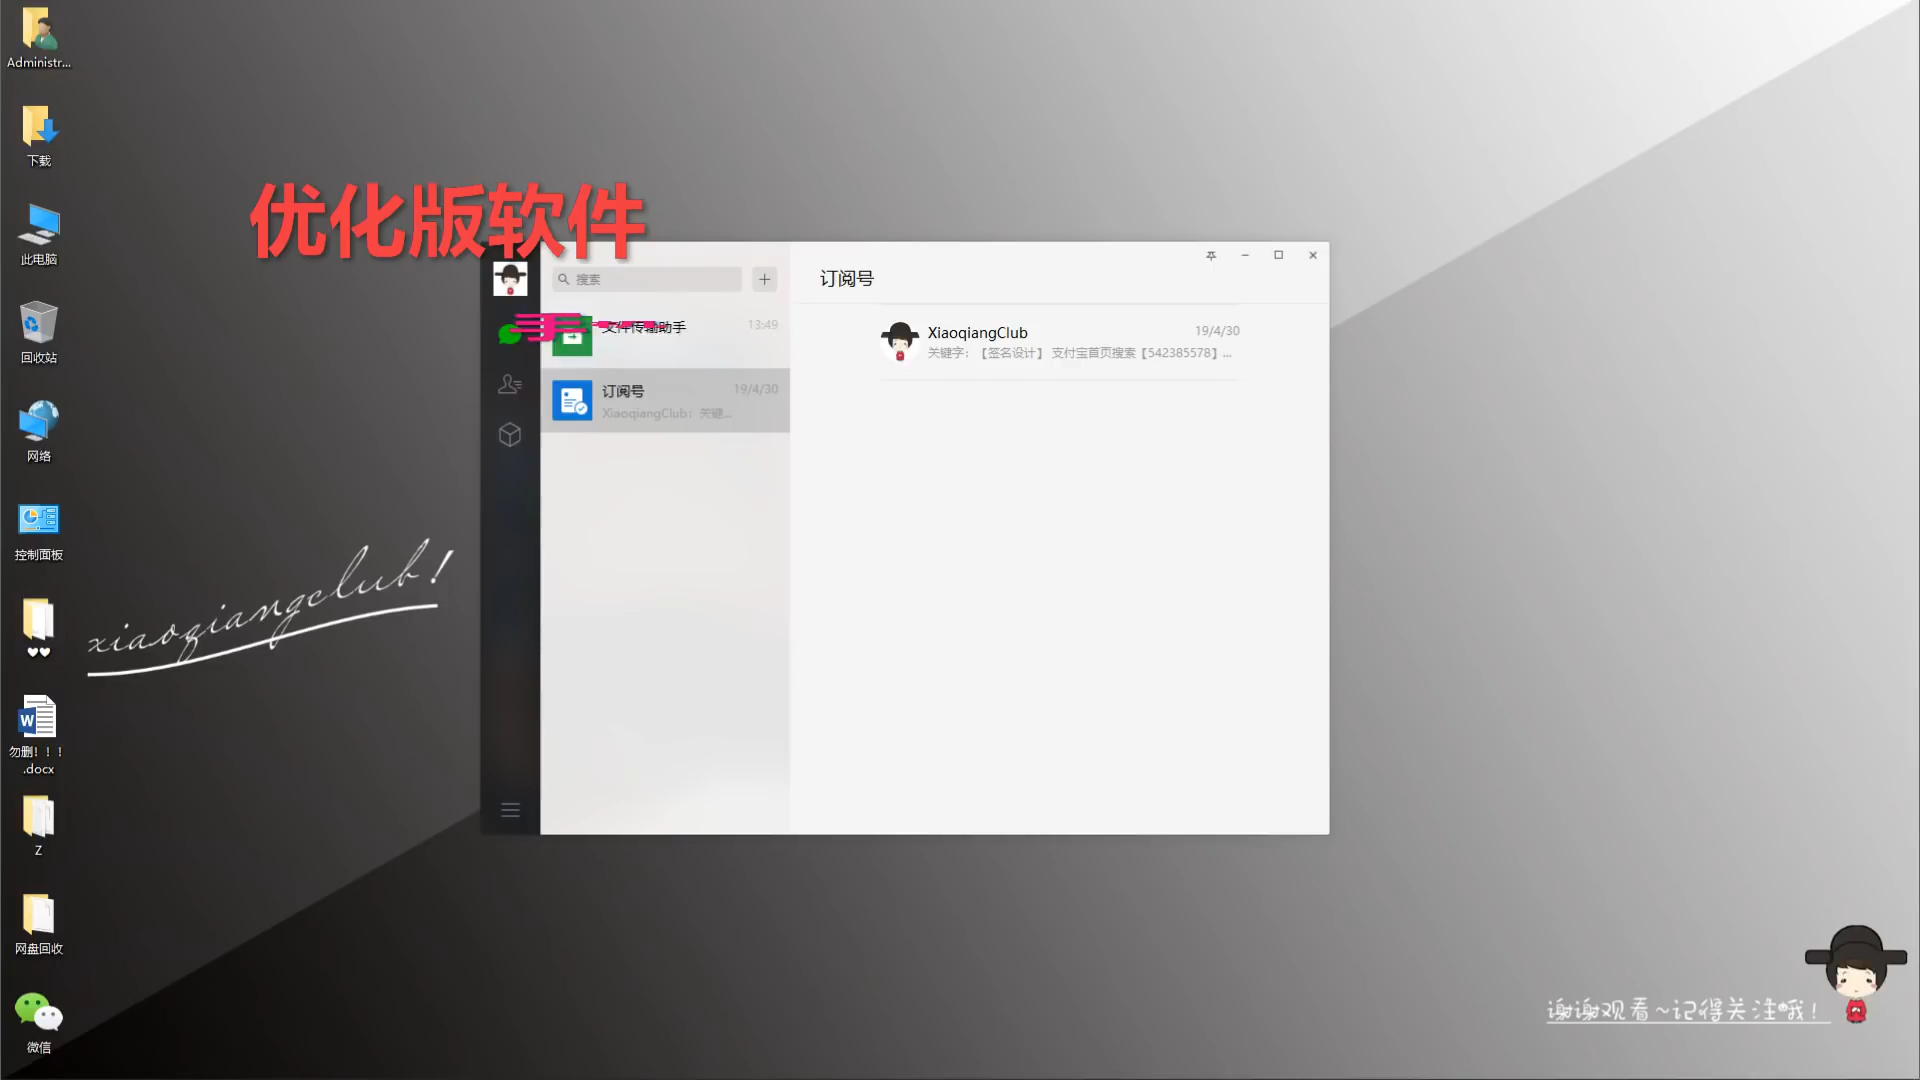 Administr...
下载
此电脑
回收站
网络
控制面板
♥♥
勿删！！！
.docx
Z
网盘回收
微信
优化版软件
xiaoqiangclub!
搜索
文件传输助手
13:49
订阅号
19/4/30
XiaoqiangClub：关键...
订阅号
XiaoqiangClub
19/4/30
关键字：【签名设计】 支付宝首页搜索【542385578】...
谢谢观看~记得关注哦！